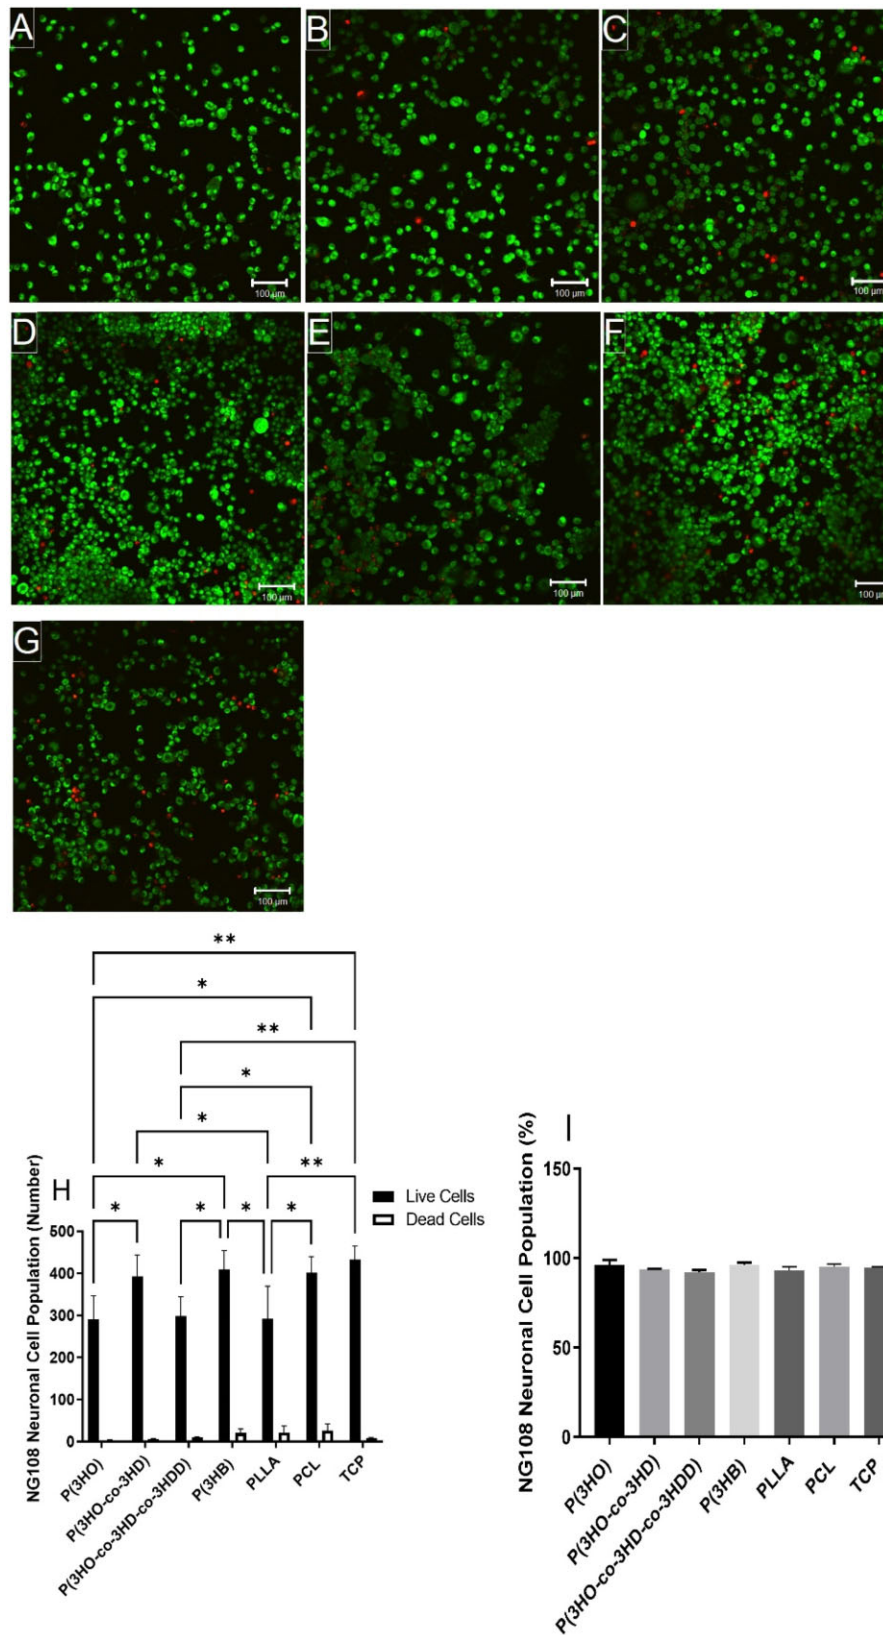 A
B
C
100 μm
100 μm
100 μm
D
E
F
100 μm
100 μm
100 μm
G
100 μm
**
*
**
*
*
*
**
*
*
*
*
H
Live Cells
Dead Cells
NG108 Neuronal Cell Population (Number)
500
400
300
200
100
0
P(3HO)
P(3HO-co-3HD)
P(3HO-co-3HD-co-3HDD)
P(3HB)
PLLA
PCL
TCP
I
NG108 Neuronal Cell Population (%)
150
100
50
0
P(3HO)
P(3HO-co-3HD)
P(3HO-co-3HD-co-3HDD)
P(3HB)
PLLA
PCL
TCP